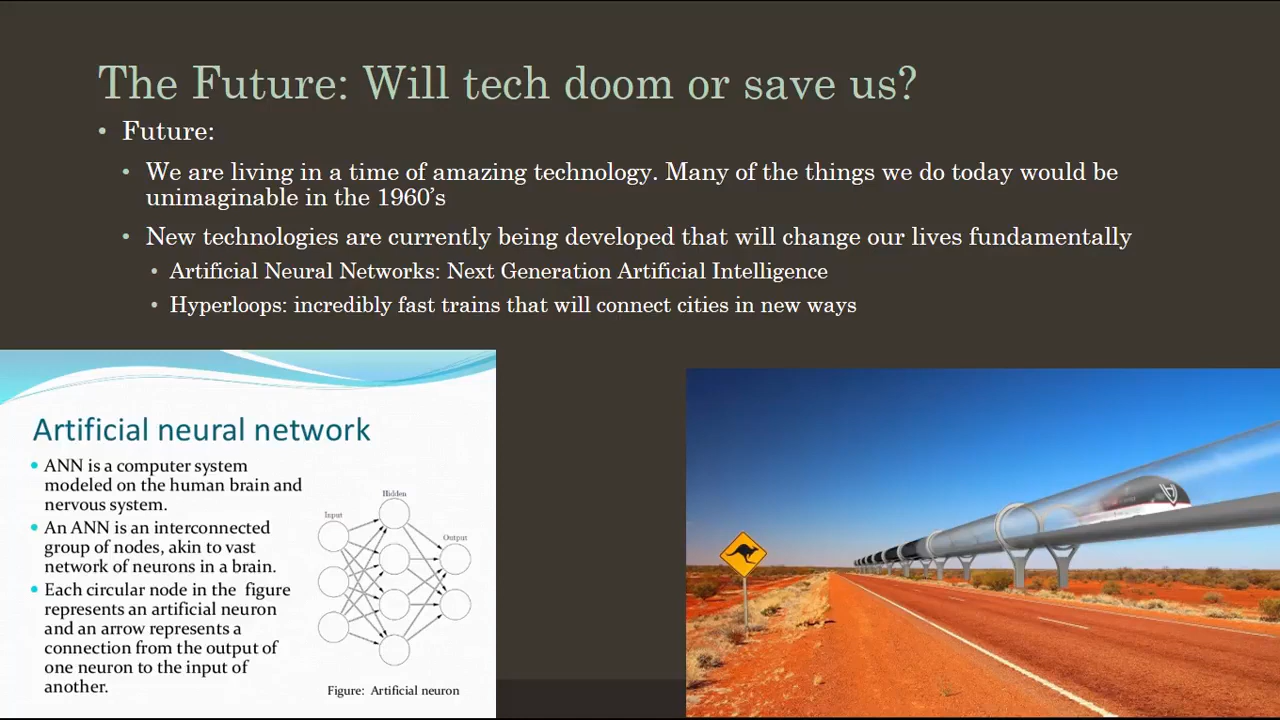 The Future: Will tech doom or save us?
• Future:
• We are living in a time of amazing technology. Many of the things we do today would be
unimaginable in the 1960’s
• New technologies are currently being developed that will change our lives fundamentally
• Artificial Neural Networks: Next Generation Artificial Intelligence
• Hyperloops: incredibly fast trains that will connect cities in new ways
Artificial neural network
• ANN is a computer system
modeled on the human brain and
nervous system.
• An ANN is an interconnected
group of nodes, akin to vast
network of neurons in a brain.
• Each circular node in the figure
represents an artificial neuron
and an arrow represents a
connection from the output of
one neuron to the input of
another.
Hidden
Input
Output
Figure: Artificial neuron